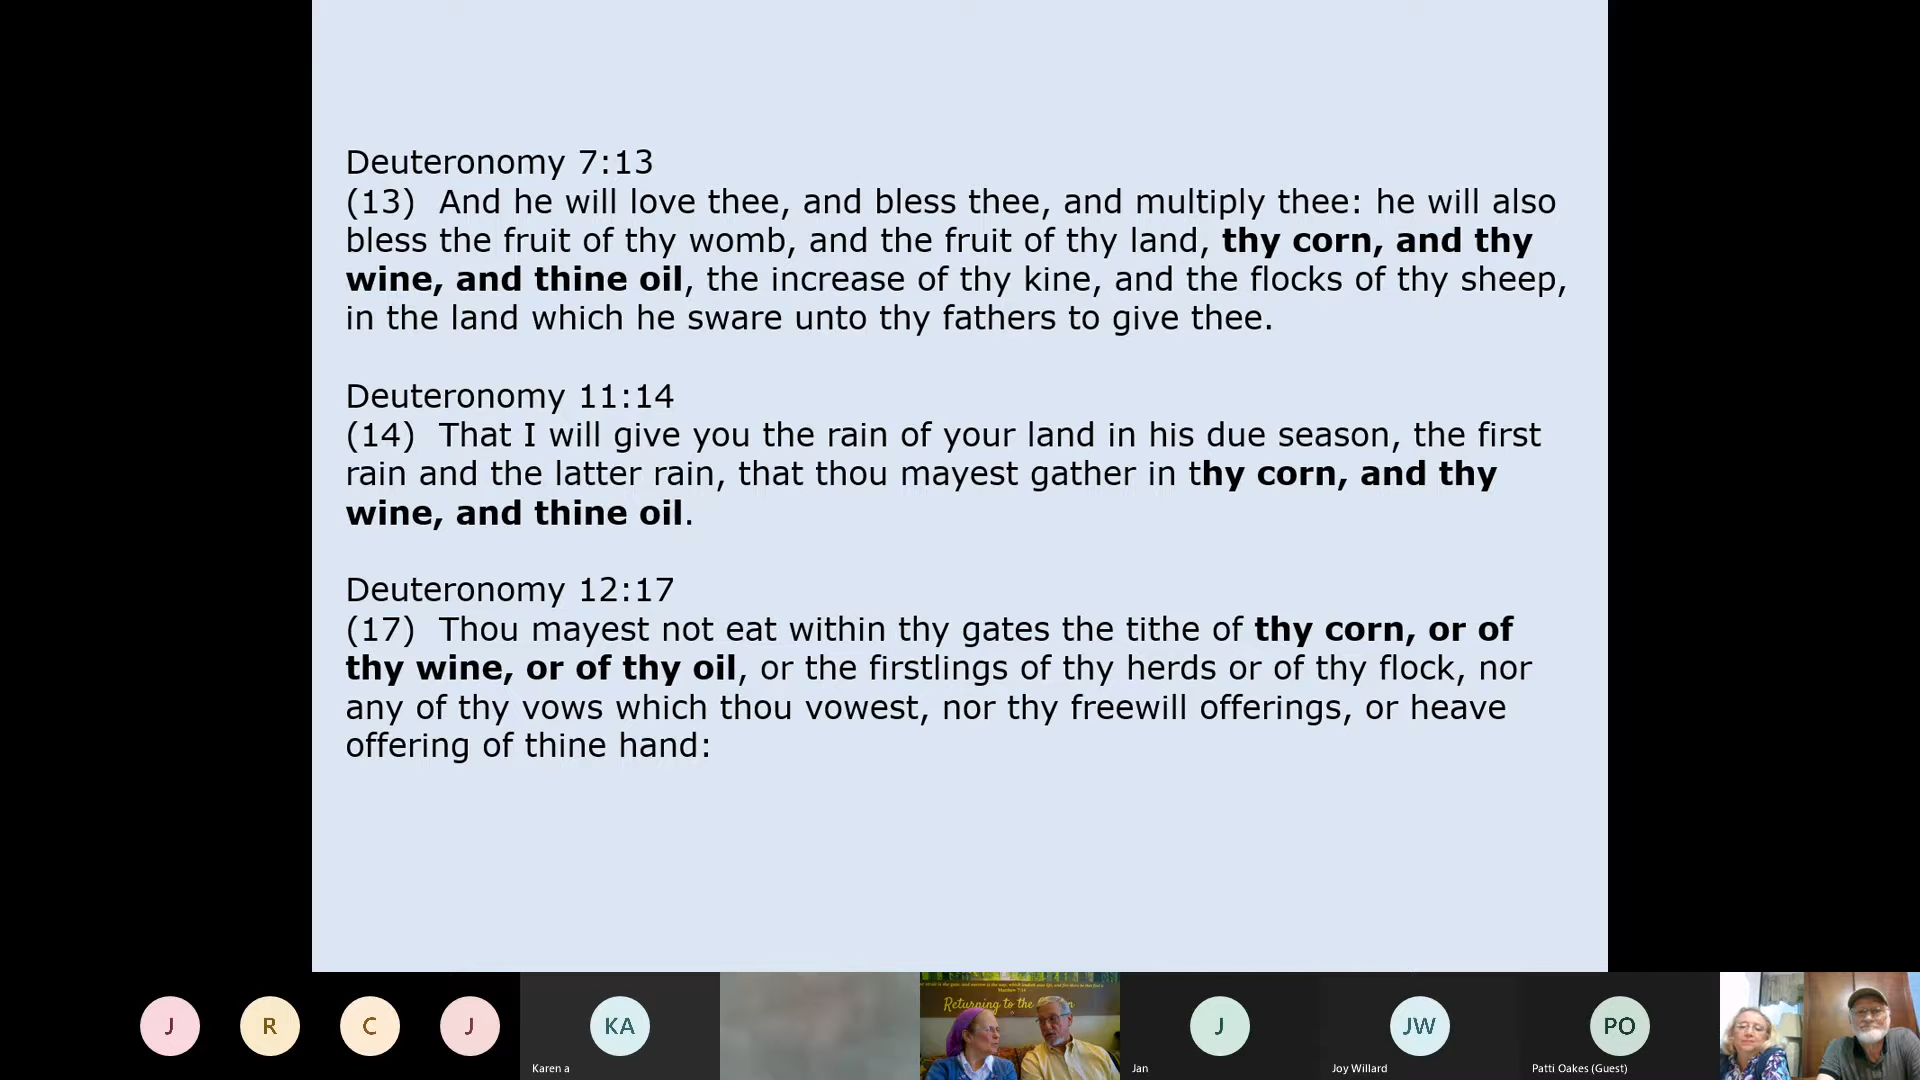 Deuteronomy 7:13
(13)  And he will love thee, and bless thee, and multiply thee: he will also
bless the fruit of thy womb, and the fruit of thy land, thy corn, and thy
wine, and thine oil, the increase of thy kine, and the flocks of thy sheep,
in the land which he sware unto thy fathers to give thee.
Deuteronomy 11:14
(14)  That I will give you the rain of your land in his due season, the first
rain and the latter rain, that thou mayest gather in thy corn, and thy
wine, and thine oil.
Deuteronomy 12:17
(17)  Thou mayest not eat within thy gates the tithe of thy corn, or of
thy wine, or of thy oil, or the firstlings of thy herds or of thy flock, nor
any of thy vows which thou vowest, nor thy freewill offerings, or heave
offering of thine hand:
J
R
C
J
KA
Karen a
Matthew 7:14
Returning to the
J
Jan
JW
Joy Willard
PO
Patti Oakes (Guest)